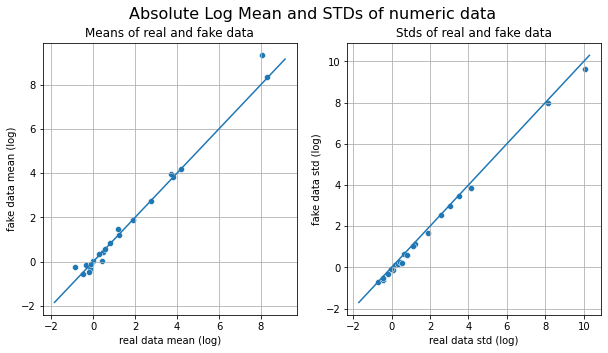 Absolute Log Mean and STDs of numeric data
Means of real and fake data
fake data mean (log)
8
6
4
2
0
−2
−2 0 2 4 6 8
real data mean (log)
Stds of real and fake data
fake data std (log)
10
8
6
4
2
0
−2
−2 0 2 4 6 8 10
real data std (log)